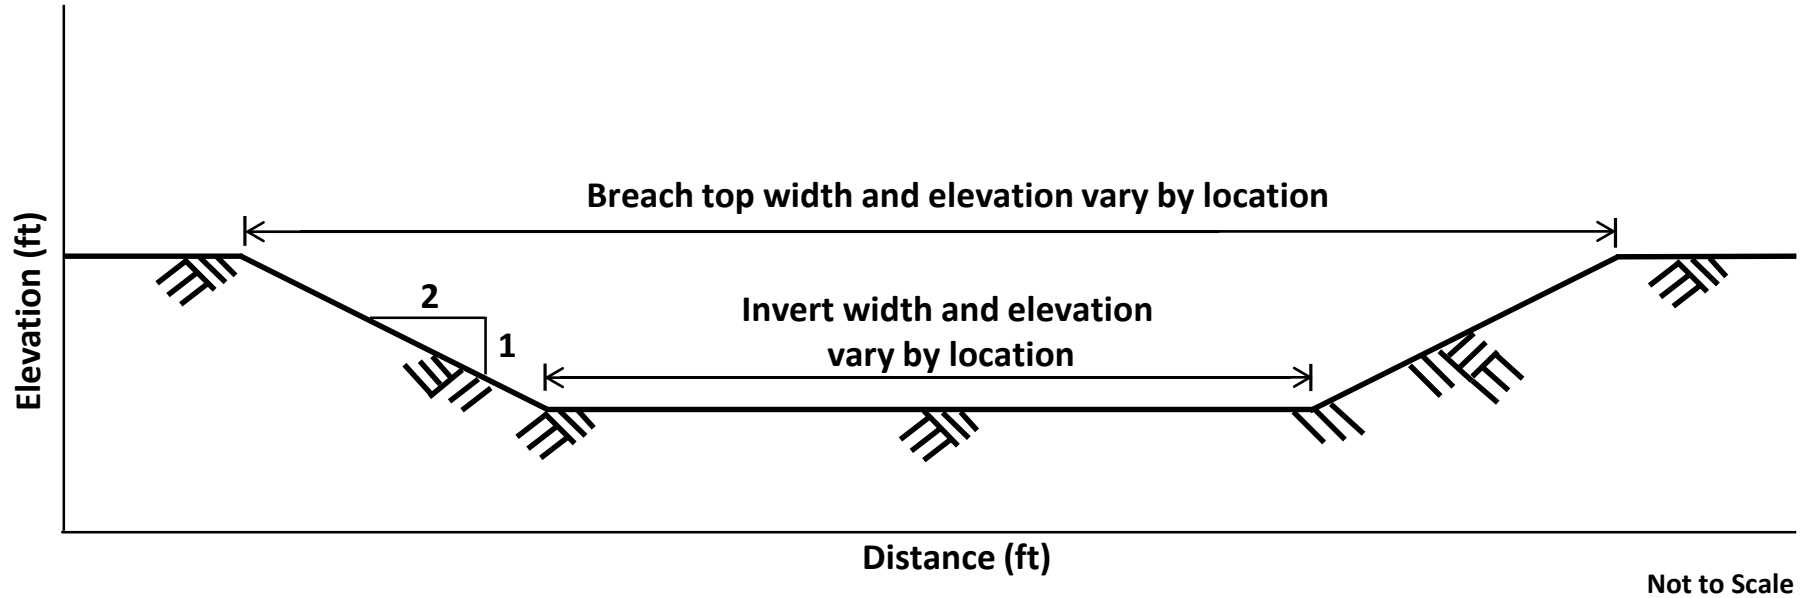 Breach top width and elevation vary by location
2
1
Invert width and elevation
vary by location
Elevation (ft)
Distance (ft)
Not to Scale